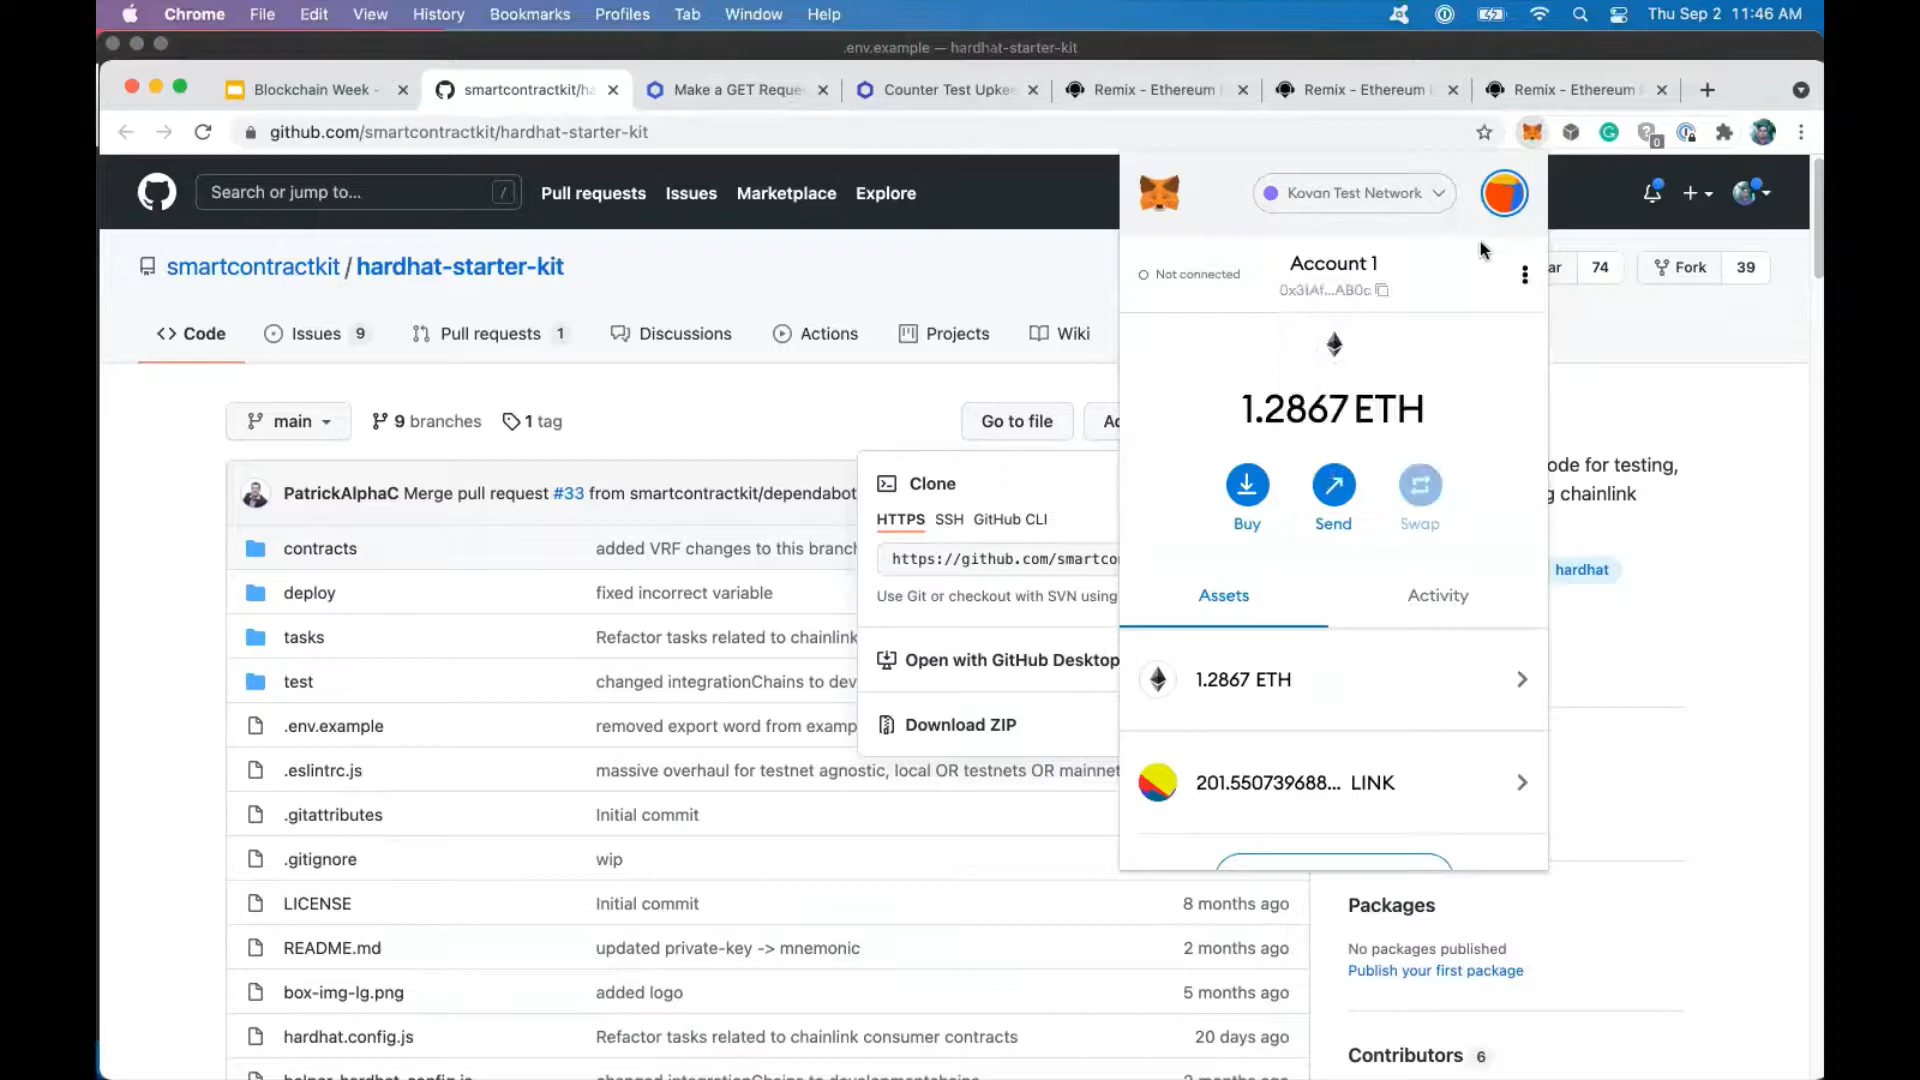 Chrome File Edit View History Bookmarks Profiles Tab Window Help Thu Sep 2 11:46 AM
.env.example — hardhat-starter-kit
Blockchain Week - smartcontractkit/ha Make a GET Reque Counter Test Upke Remix - Ethereum Remix - Ethereum Remix - Ethereum
github.com/smartcontractkit/hardhat-starter-kit
Search or jump to... / Pull requests Issues Marketplace Explore
smartcontractkit / hardhat-starter-kit
ar 74 Fork 39
Code Issues 9 Pull requests 1 Discussions Actions Projects Wiki
main 9 branches 1 tag Go to file
PatrickAlphaC Merge pull request #33 from smartcontractkit/dependabot
contracts added VRF changes to this branch
deploy fixed incorrect variable
tasks Refactor tasks related to chainlink
test changed integrationChains to dev
.env.example removed export word from examp
.eslintrc.js massive overhaul for testnet agnostic, local OR testnets OR mainnet
.gitattributes Initial commit
.gitignore wip
LICENSE Initial commit 8 months ago
README.md updated private-key -> mnemonic 2 months ago
box-img-lg.png added logo 5 months ago
hardhat.config.js Refactor tasks related to chainlink consumer contracts 20 days ago
Clone
HTTPS SSH GitHub CLI
https://github.com/smartco
Use Git or checkout with SVN using
Open with GitHub Desktop
Download ZIP
Kovan Test Network
Not connected
Account 1
1.2867 ETH
Buy Send Swap
Assets Activity
1.2867 ETH
201.550739688... LINK
ode for testing,
g chainlink
hardhat
Packages
No packages published
Publish your first package
Contributors 6